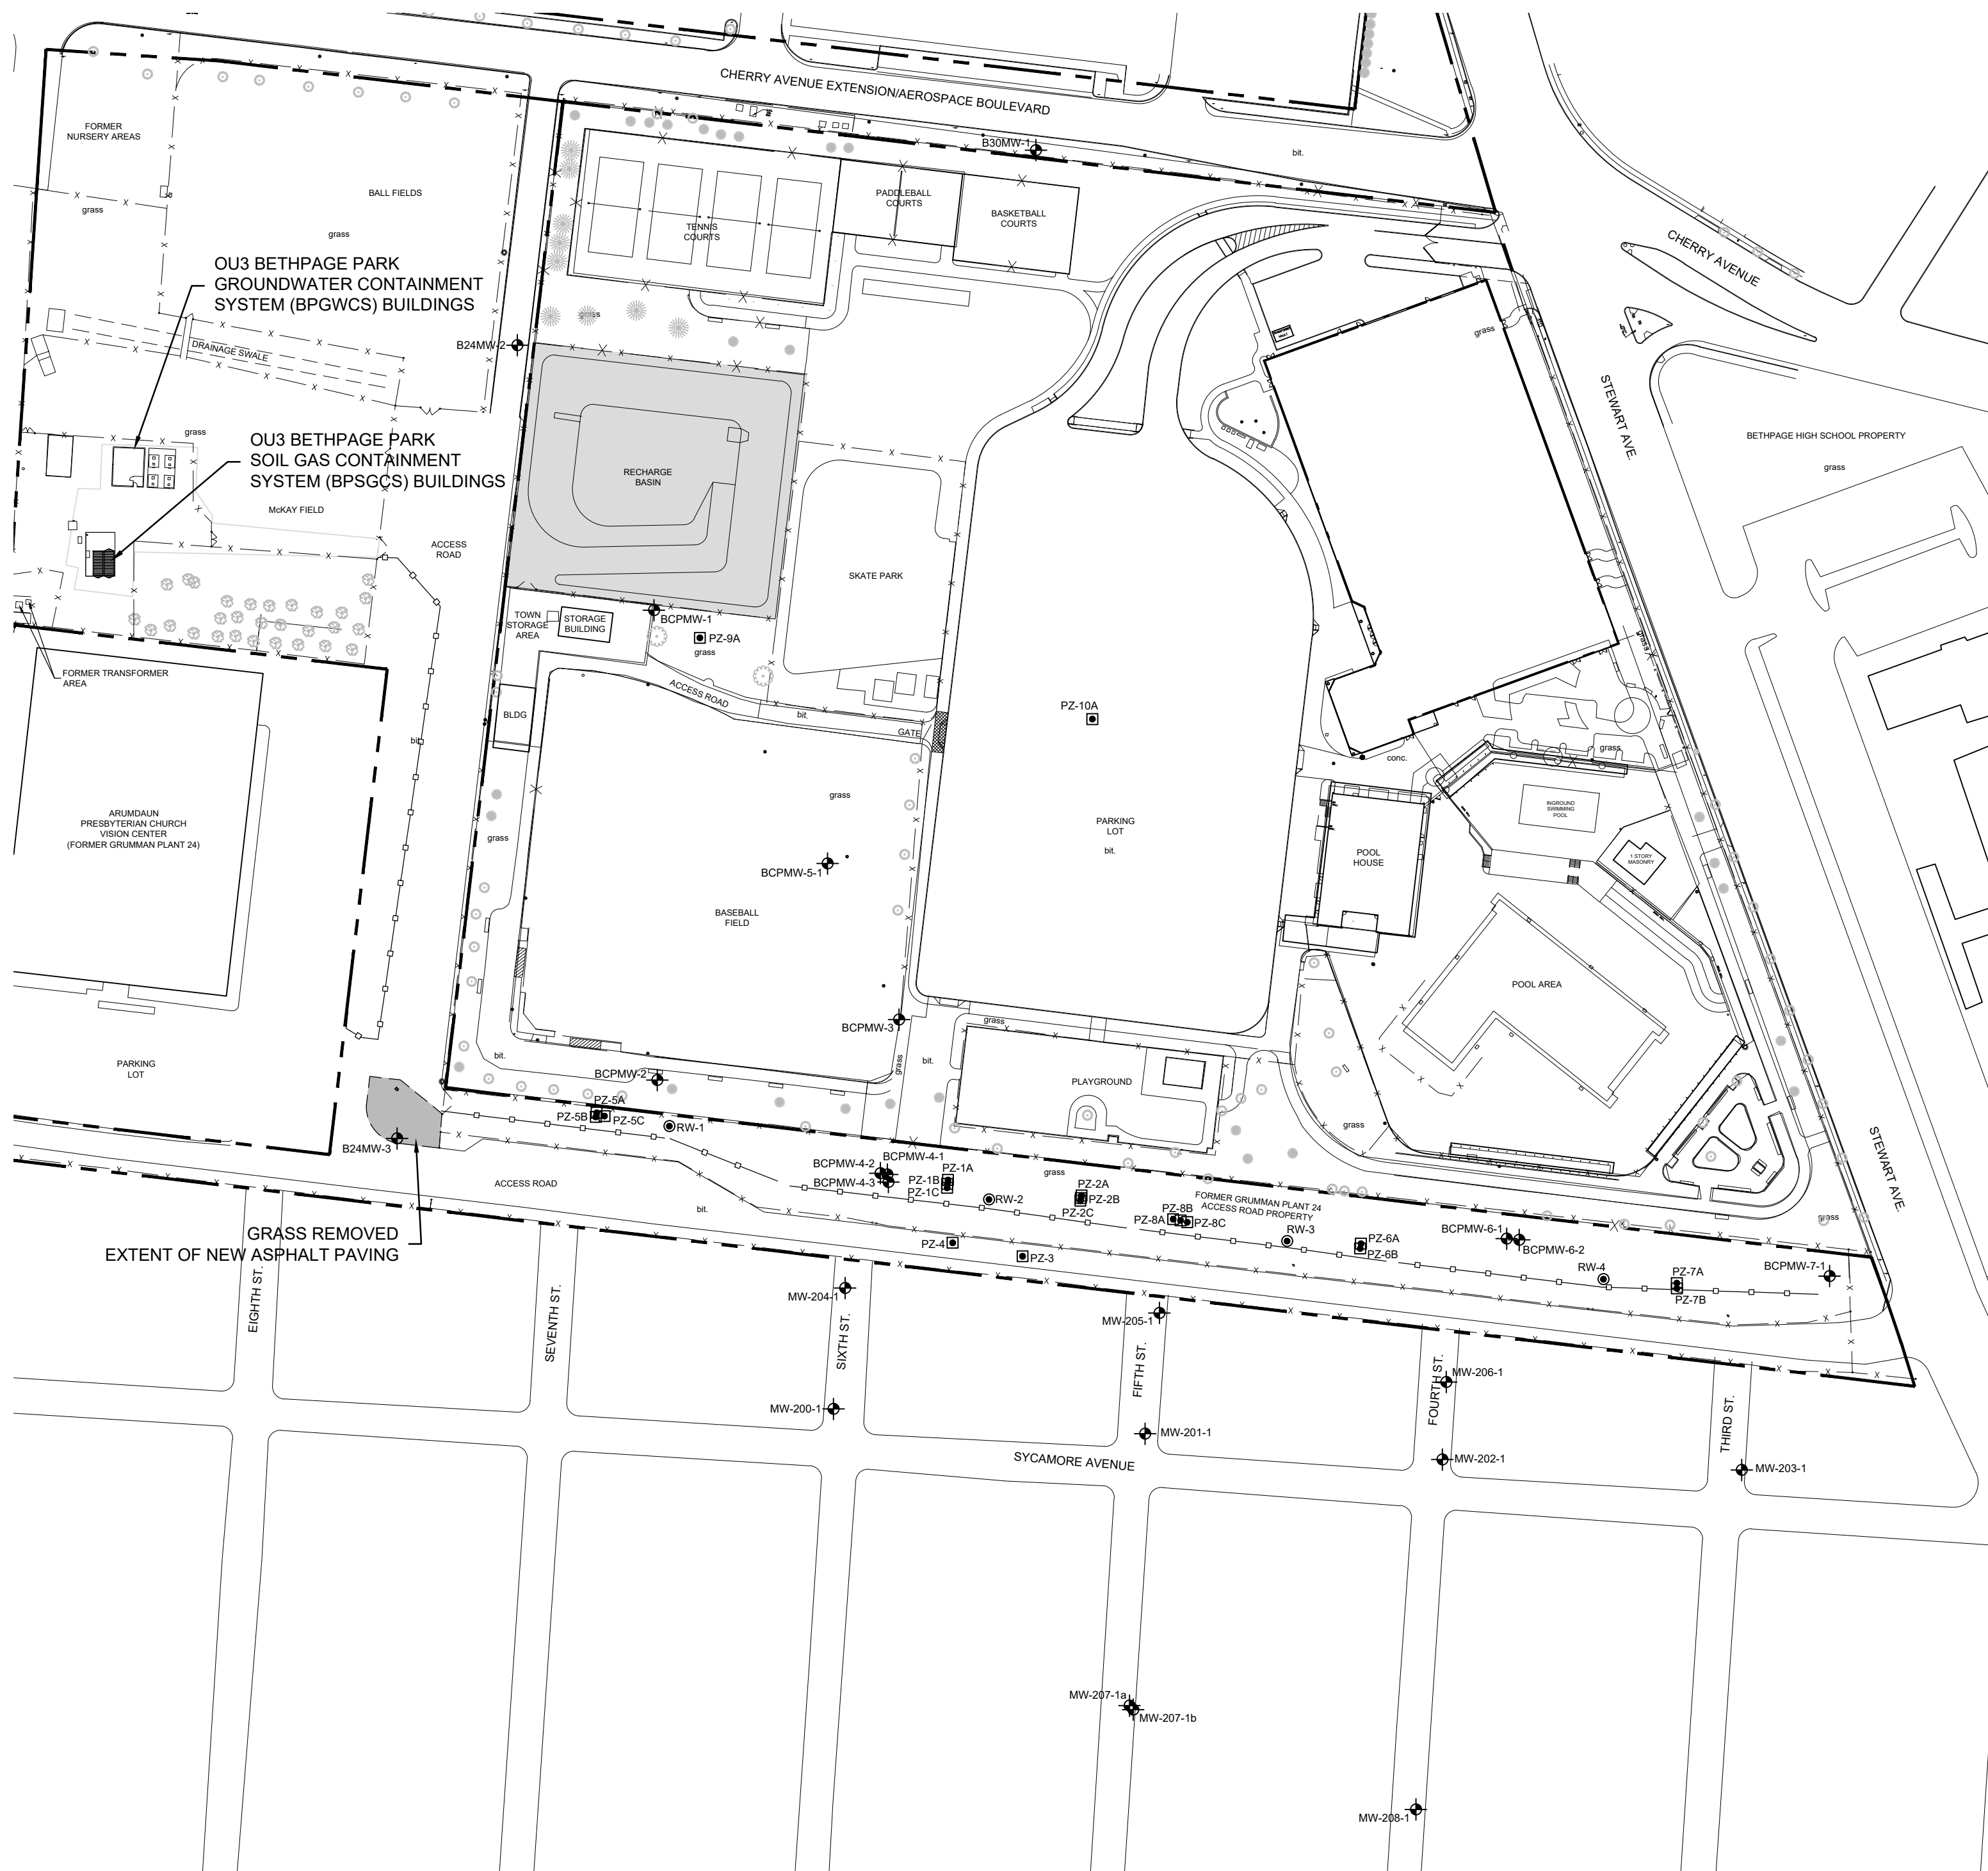 CHERRY AVENUE EXTENSION/AEROSPACE BOULEVARD
FORMER
NURSERY AREAS
B30MW-1
bit.
BALL FIELDS
PADDLEBALL
COURTS
grass
BASKETBALL
COURTS
TENNIS
COURTS
grass
CHERRY AVENUE
OU3 BETHPAGE PARK
GROUNDWATER CONTAINMENT
SYSTEM (BPGWCS) BUILDINGS
grass
grass
B24MW-2
DRAINAGE SWALE
STEWART AVE.
grass
OU3 BETHPAGE PARK
SOIL GAS CONTAINMENT
SYSTEM (BPSGCS) BUILDINGS
BETHPAGE HIGH SCHOOL PROPERTY
grass
RECHARGE
BASIN
McKAY FIELD
ACCESS
ROAD
SKATE PARK
TOWN
STORAGE
AREA
STORAGE
BUILDING
BCPMW-1
PZ-9A
grass
grass
FORMER TRANSFORMER
AREA
ACCESS ROAD
bit.
BLDG
GATE
PZ-10A
bit.
grass
conc.
grass
INGROUND
SWIMMING
POOL
ARUMDAUN
PRESBYTERIAN CHURCH
VISION CENTER
(FORMER GRUMMAN PLANT 24)
grass
PARKING
LOT
bit.
POOL
HOUSE
1 STORY
MASONRY
BCPMW-5-1
BASEBALL
FIELD
POOL AREA
BCPMW-3
grass
bit.
grass
bit.
PARKING
LOT
BCPMW-2
PLAYGROUND
PZ-5A
PZ-5B
PZ-5C
RW-1
grass
B24MW-3
STEWART AVE.
BCPMW-4-1
BCPMW-4-2
BCPMW-4-3
PZ-1A
PZ-1B
PZ-1C
grass
ACCESS ROAD
RW-2
PZ-2A
PZ-2B
PZ-2C
FORMER GRUMMAN PLANT 24
ACCESS ROAD PROPERTY
bit.
PZ-8B
PZ-8A
PZ-8C
RW-3
grass
GRASS REMOVED
EXTENT OF NEW ASPHALT PAVING
PZ-4
PZ-3
PZ-6A
PZ-6B
BCPMW-6-1
BCPMW-6-2
RW-4
PZ-7A
PZ-7B
BCPMW-7-1
EIGHTH ST.
SEVENTH ST.
MW-204-1
SIXTH ST.
MW-205-1
FIFTH ST.
MW-206-1
FOURTH ST.
THIRD ST.
MW-200-1
MW-201-1
SYCAMORE AVENUE
MW-202-1
MW-203-1
MW-207-1a
MW-207-1b
MW-208-1